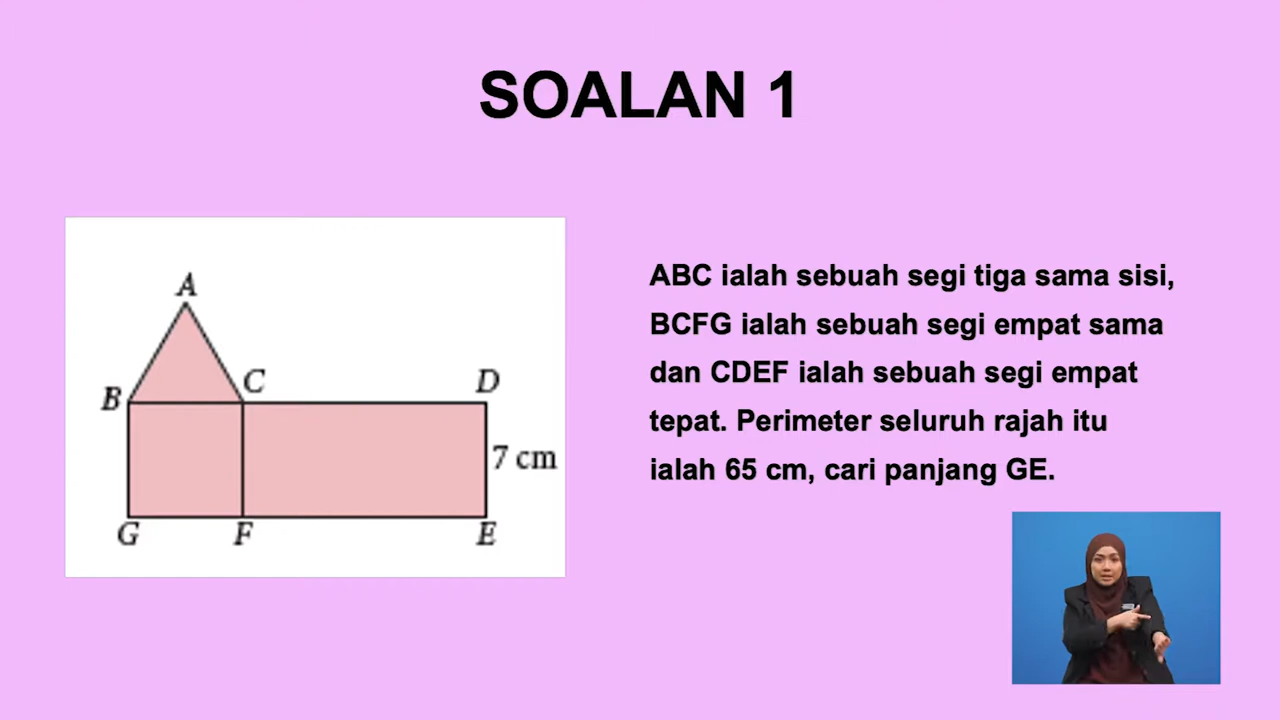 SOALAN 1
A
B
C
D
7 cm
G
F
E
ABC ialah sebuah segi tiga sama sisi,
BCFG ialah sebuah segi empat sama
dan CDEF ialah sebuah segi empat
tepat. Perimeter seluruh rajah itu
ialah 65 cm, cari panjang GE.